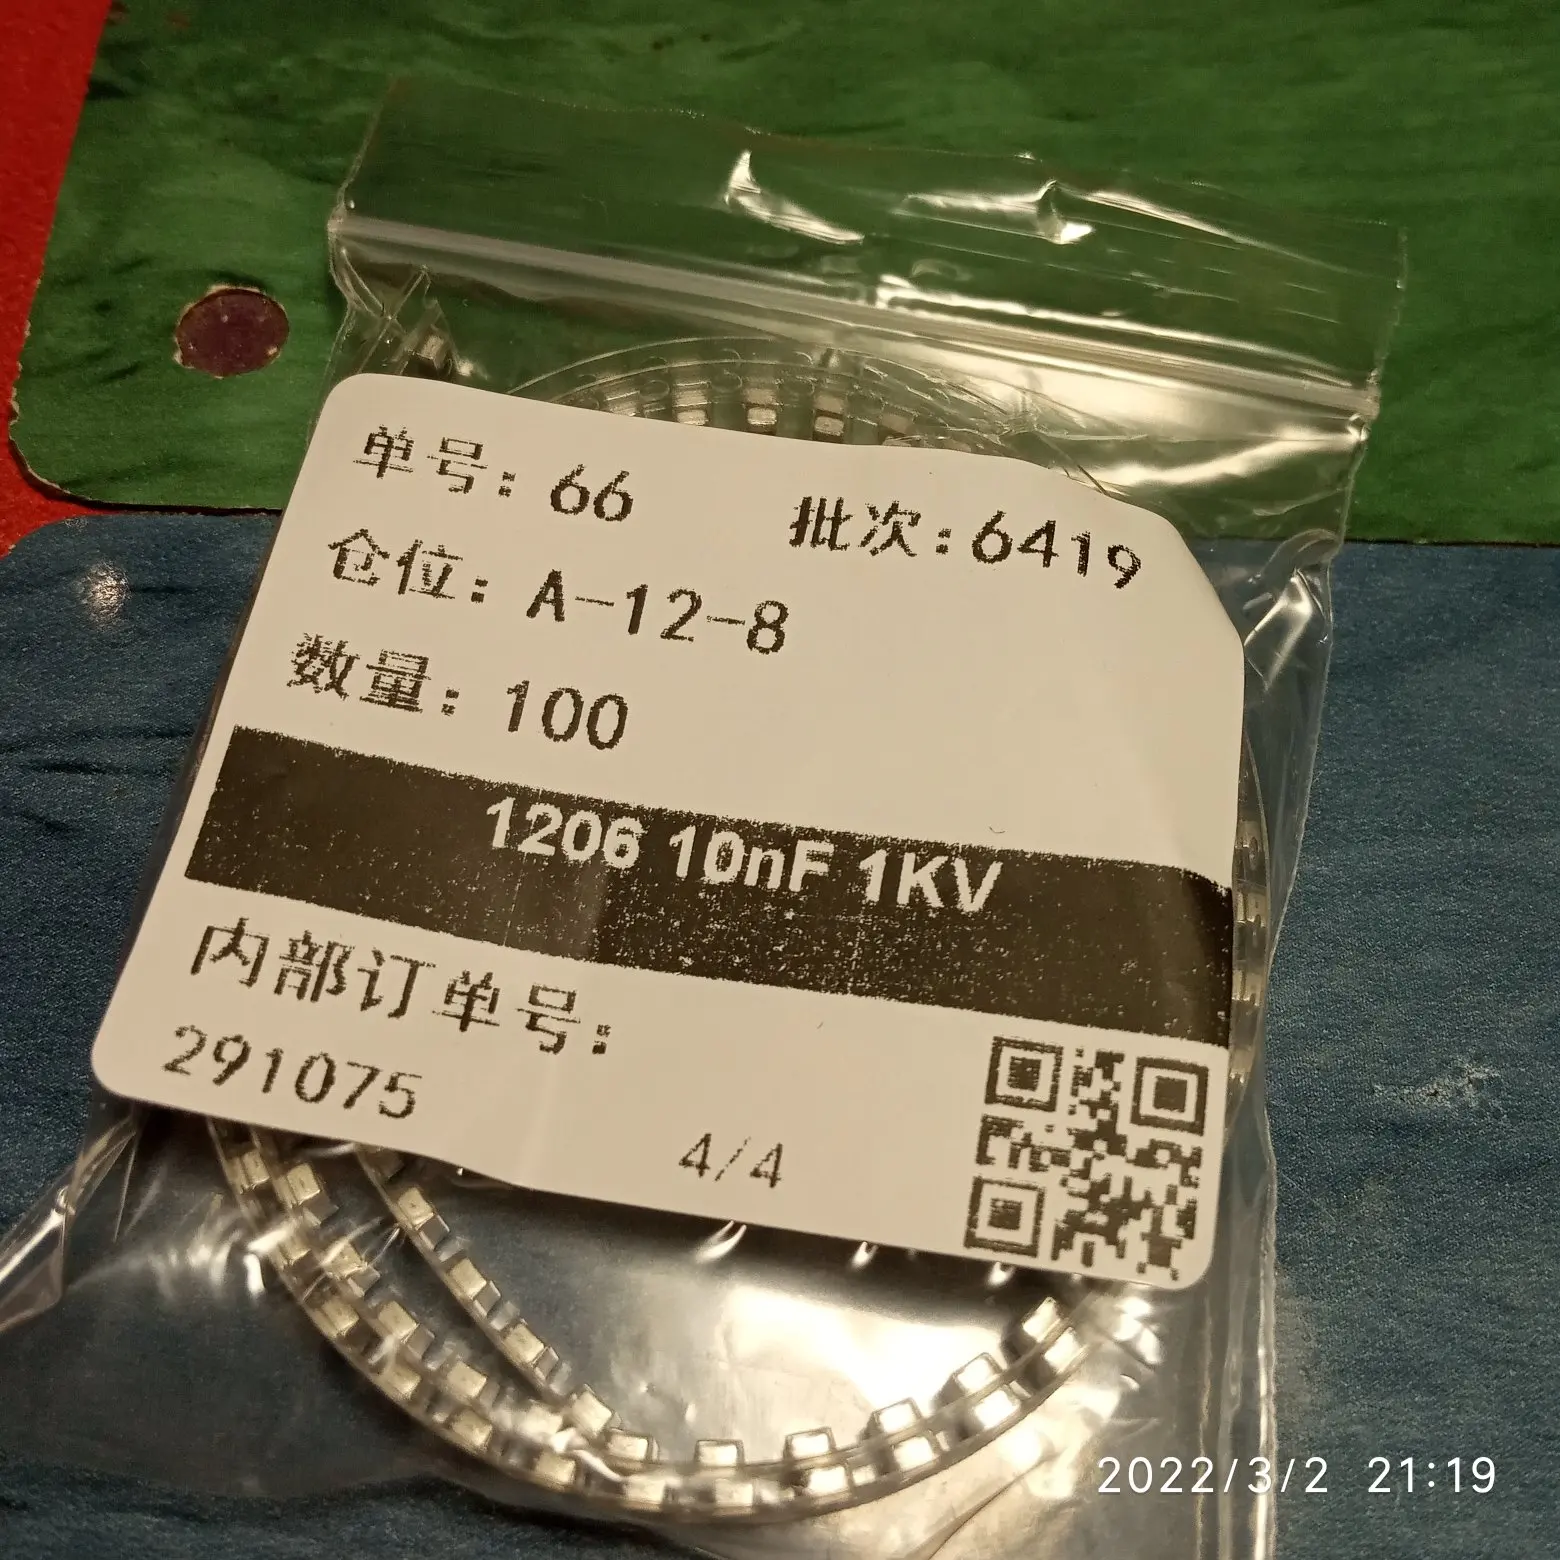 单号: 66 批次:6419
仓位: A-12-8
数量: 100
1206 10nF 1KV
内部订单号:
291075
4/4
2022/3/2 21:19